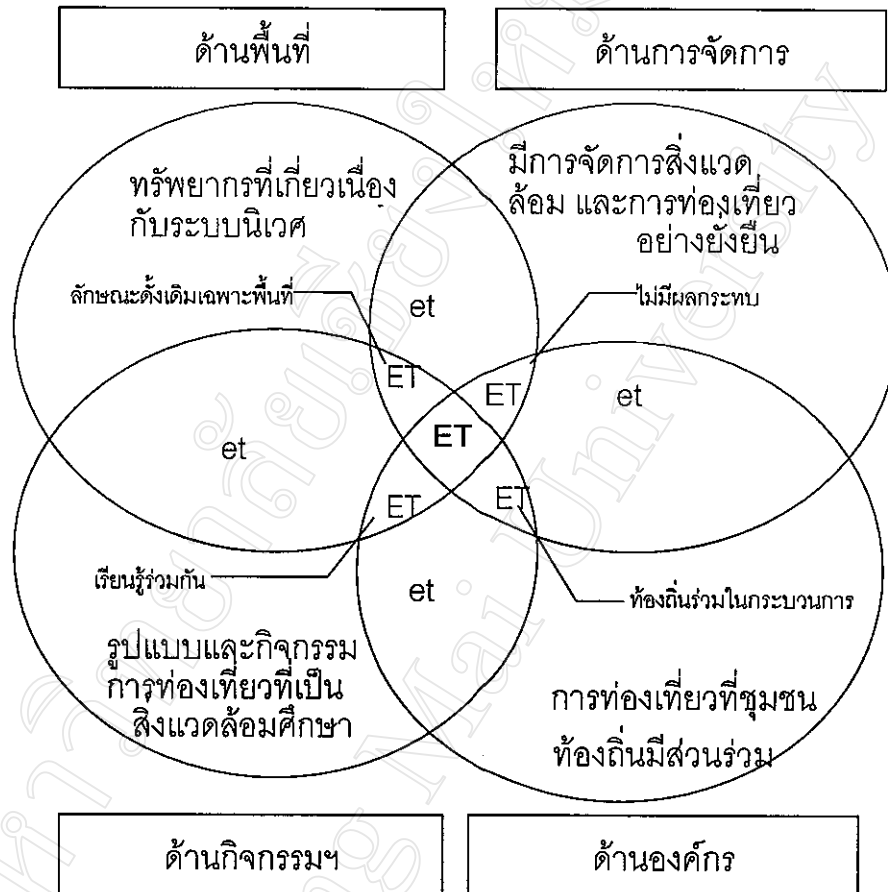 ด้านพื้นที่
ด้านการจัดการ
ทรัพยากรที่เกี่ยวเนื่อง
กับระบบนิเวศ
มีการจัดการสิ่งแวด
ล้อม และการท่องเที่ยว
อย่างยั่งยืน
ลักษณะดั้งเดิมเฉพาะพื้นที่
et
ไม่มีผลกระทบ
ET
ET
et
et
ET
ET
ET
เรียนรู้ร่วมกัน
et
ท้องถิ่นร่วมในกระบวนการ
รูปแบบและกิจกรรม
การท่องเที่ยวที่เป็น
สิ่งแวดล้อมศึกษา
การท่องเที่ยวที่ชุมชน
ท้องถิ่นมีส่วนร่วม
ด้านกิจกรรมฯ
ด้านองค์กร
Mai University